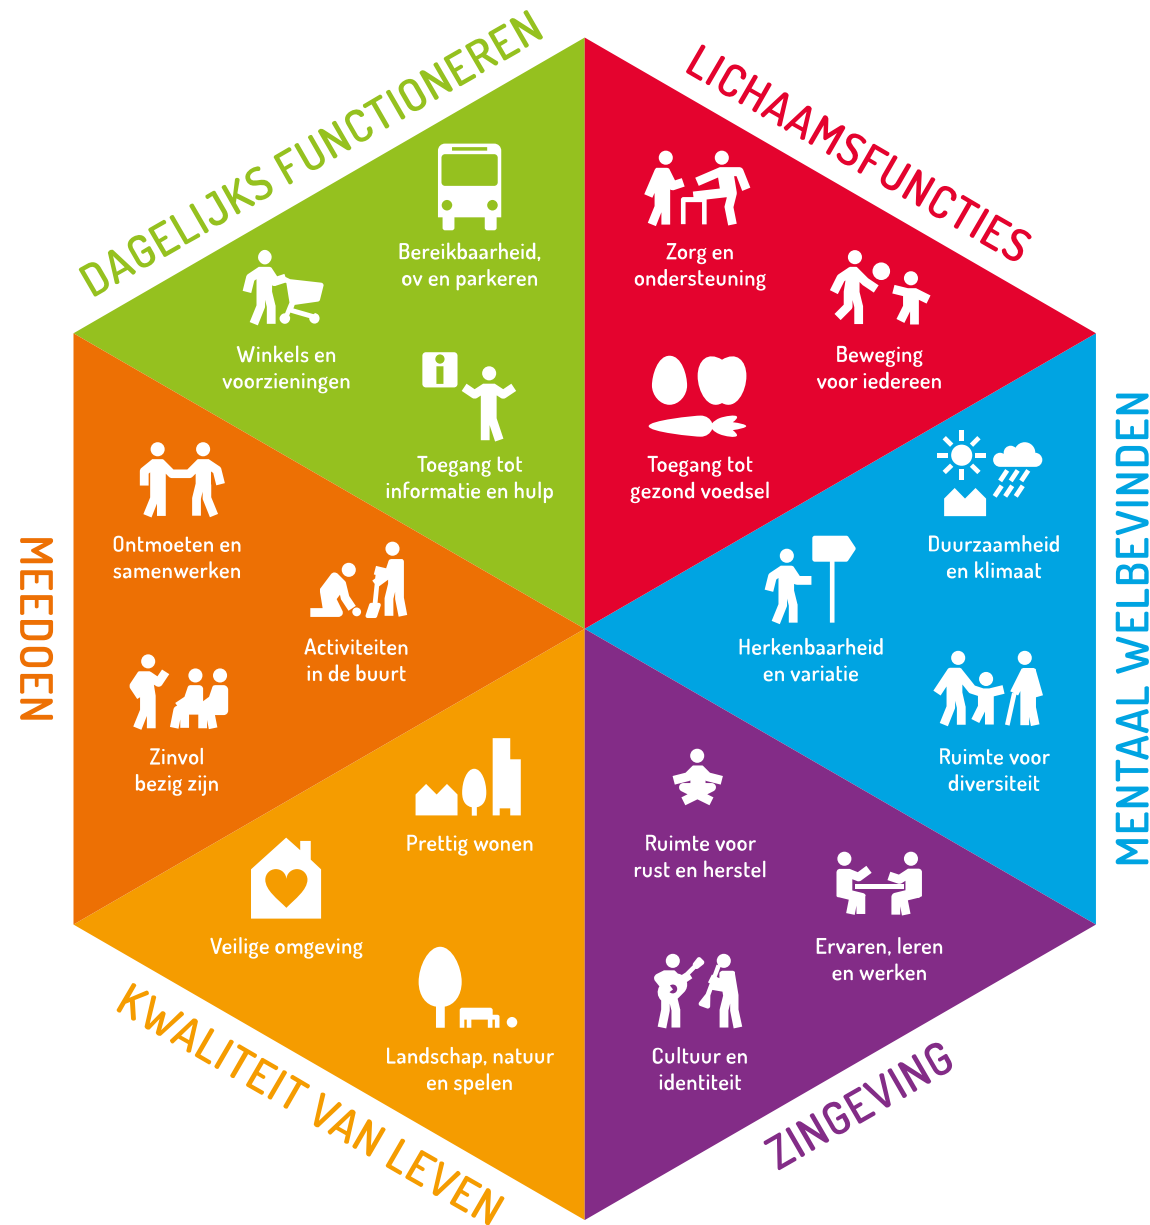 DAGELIJKS FUNCTIONEREN
Bereikbaarheid,
ov en parkeren
Winkels en
voorzieningen
i
Toegang tot
informatie en hulp
LICHAAMSFUNCTIES
Zorg en
ondersteuning
Beweging
voor iedereen
Toegang tot
gezond voedsel
MENTAAL WELBEVINDEN
Duurzaamheid
en klimaat
Herkenbaarheid
en variatie
Ruimte voor
diversiteit
ZINGEVING
Ruimte voor
rust en herstel
Ervaren, leren
en werken
Cultuur en
identiteit
KWALITEIT VAN LEVEN
Prettig wonen
Veilige omgeving
Landschap, natuur
en spelen
MEEDOEN
Ontmoeten en
samenwerken
Activiteiten
in de buurt
Zinvol
bezig zijn